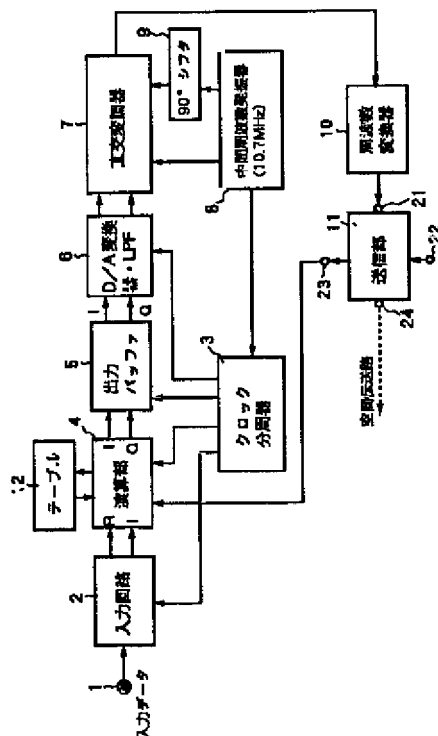 入力データ
1
2
入力回路
R
I
12
テーブル
4
演算部
I
Q
5
出力
バッファ
I
Q
6
D/A変換
器・LPF
7
直交変調器
9
90°シフタ
8
中間周波数発振器
(10.7MHz)
3
クロック
分周器
10
周波数
変換器
21
11
送信部
22
23
24
空間伝送路